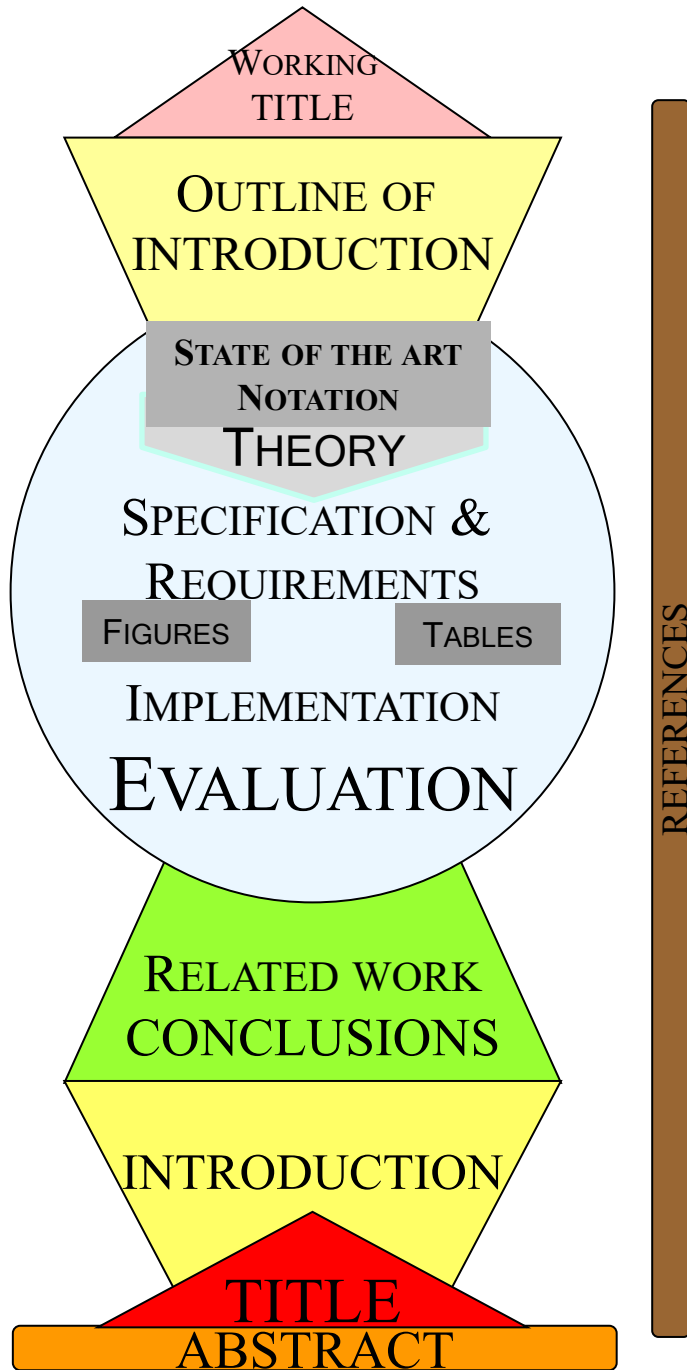 Working
title
Outline of
introduction
State of the art
Notation
Theory
Specification &
Requirements
Figures
Tables
Implementation
Evaluation
Related work
conclusions
introduction
title
abstract
references